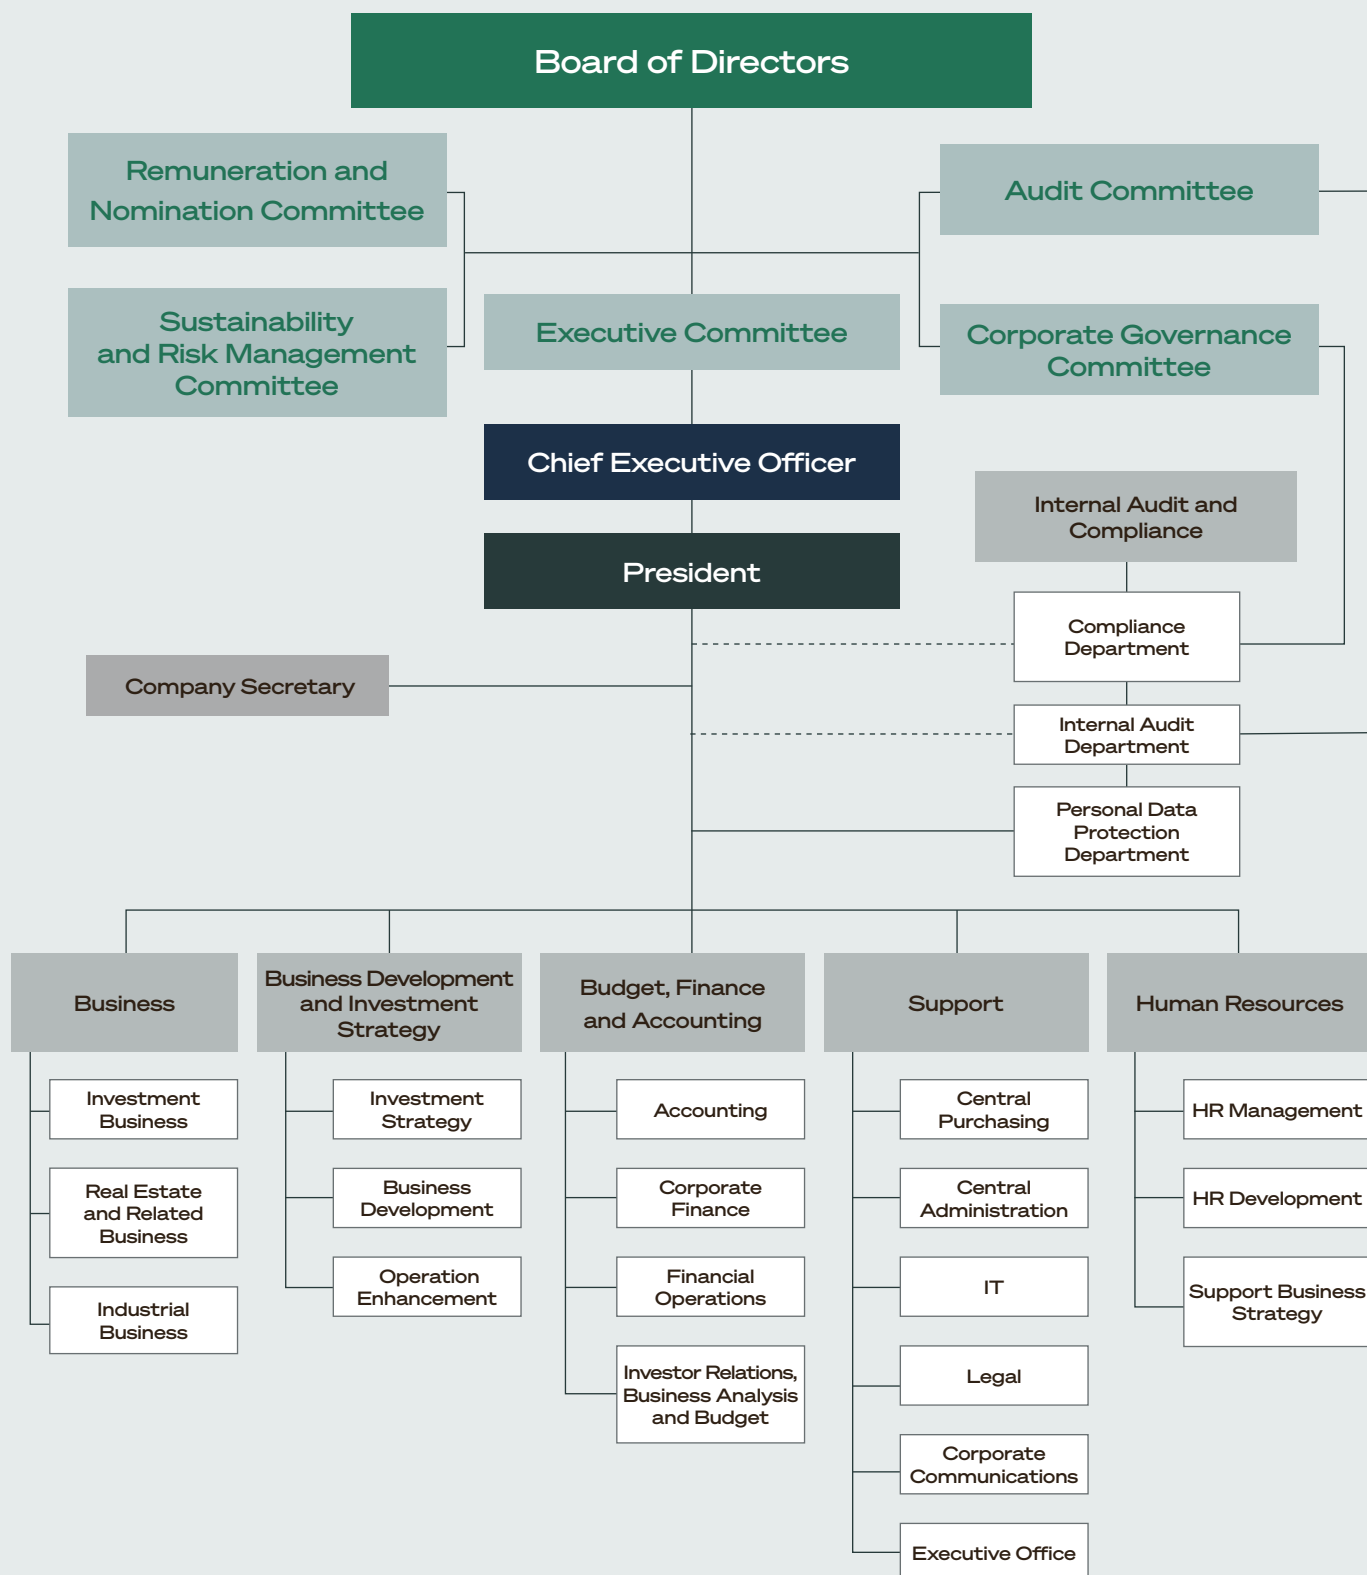 Board of Directors
Remuneration and
Nomination Committee
Audit Committee
Sustainability
and Risk Management
Committee
Executive Committee
Corporate Governance
Committee
Chief Executive Officer
Internal Audit and
Compliance
President
Compliance
Department
Company Secretary
Internal Audit
Department
Personal Data
Protection
Department
Business
Business Development
and Investment
Strategy
Budget, Finance
and Accounting
Support
Human Resources
Investment
Business
Real Estate
and Related
Business
Industrial
Business
Investment
Strategy
Business
Development
Operation
Enhancement
Accounting
Corporate
Finance
Financial
Operations
Investor Relations,
Business Analysis
and Budget
Central
Purchasing
Central
Administration
IT
Legal
Corporate
Communications
Executive Office
HR Management
HR Development
Support Business
Strategy